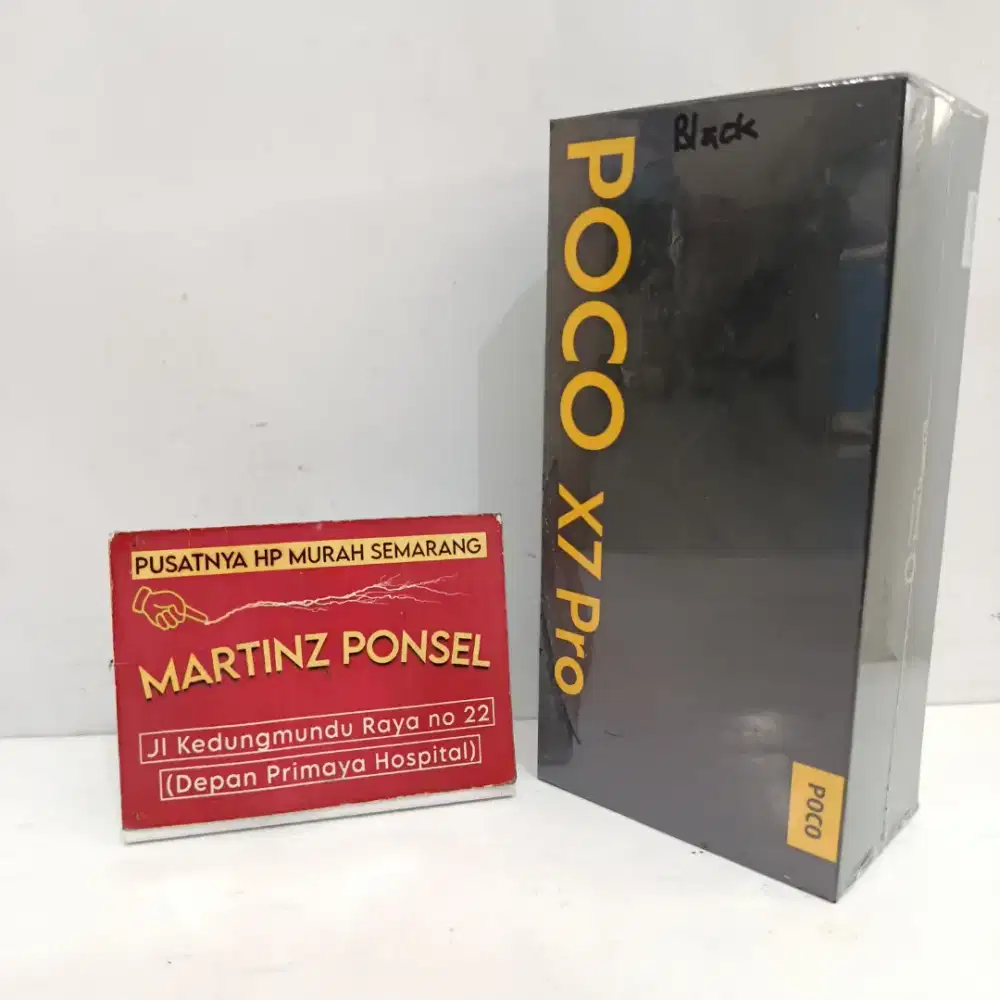 Black
POCO X7 Pro
POCO
PUSATNYA HP MURAH SEMARANG
MARTINZ PONSEL
Jl Kedungmundu Raya no 22
(Depan Primaya Hospital)